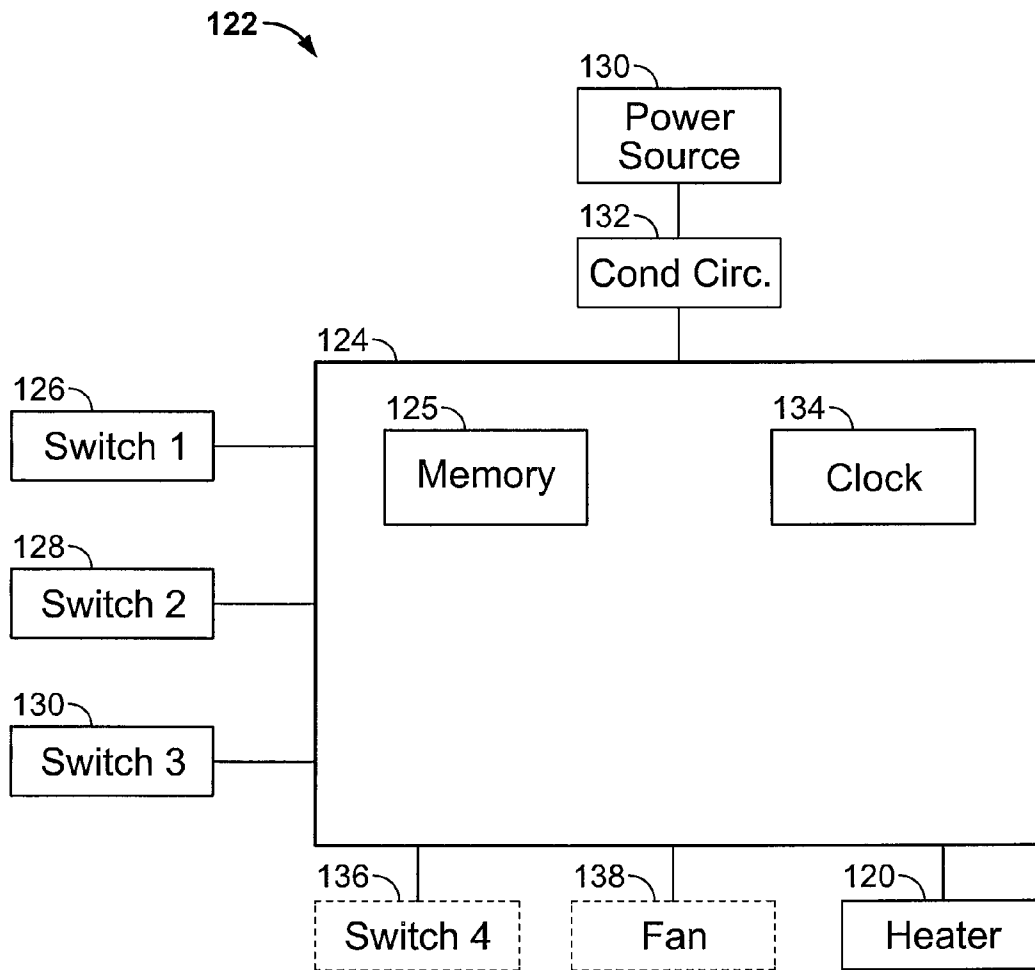 122
130
Power
Source
132
Cond Circ.
124
126
Switch 1
125
Memory
134
Clock
128
Switch 2
130
Switch 3
136
Switch 4
138
Fan
120
Heater